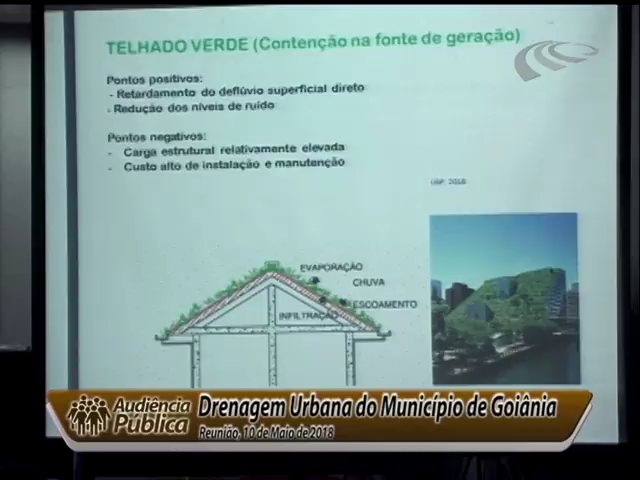 TELHADO VERDE (Contenção na fonte de geração)
Pontos positivos:
- Retardamento do deflúvio superficial direto
- Redução dos níveis de ruído
Pontos negativos:
- Carga estrutural relativamente elevada
- Custo alto de instalação e manutenção
USP, 2018
EVAPORAÇÃO
CHUVA
ESCOAMENTO
INFILTRAÇÃO
Audiência
Pública
Drenagem Urbana do Município de Goiânia
Reunião, 10 de Maio de 2018